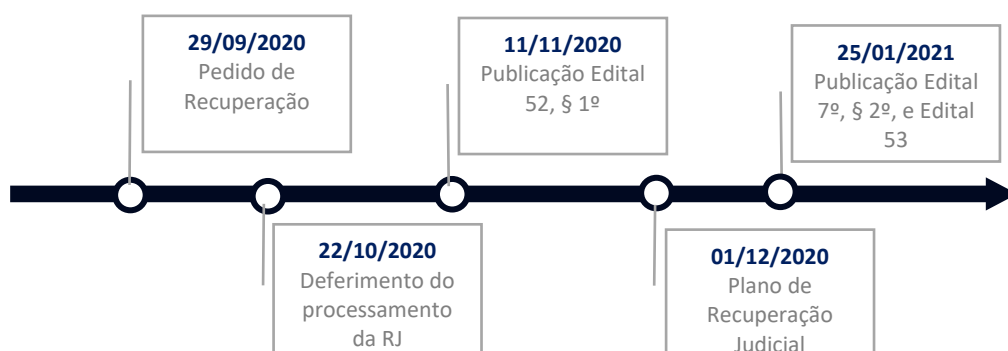 29/09/2020
Pedido de
Recuperação
11/11/2020
Publicação Edital
52, § 1º
25/01/2021
Publicação Edital
7º, § 2º, e Edital
53
22/10/2020
Deferimento do
processamento
da RJ
01/12/2020
Plano de
Recuperação
Judicial